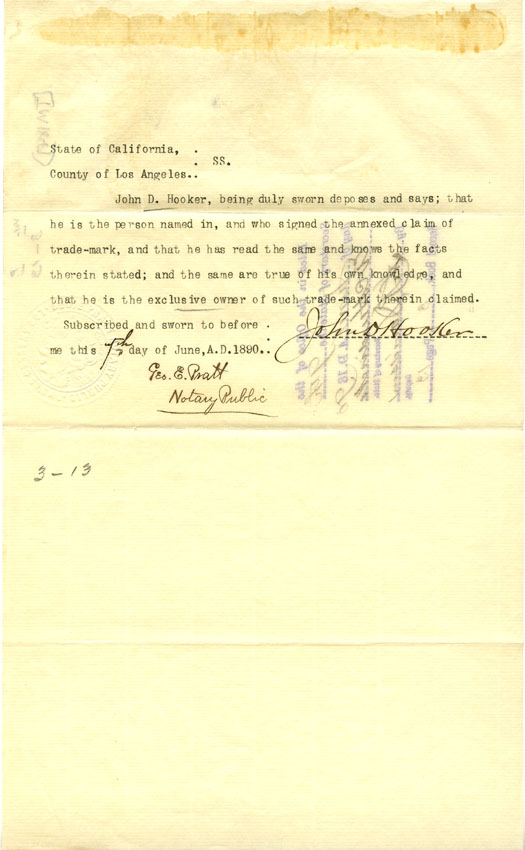 State of California, .
. SS.
County of Los Angeles..
John D. Hooker, being duly sworn deposes and says; that
he is the person named in, and who signed the annexed claim of
trade-mark, and that he has read the same and knows the facts
therein stated; and the same are true of his own knowledge, and
that he is the exclusive owner of such trade-mark therein claimed.
Subscribed and sworn to before .
John D Hooker
me this 7th day of June, A.D. 1890..
Geo. E. Pratt
Notary Public
3-13